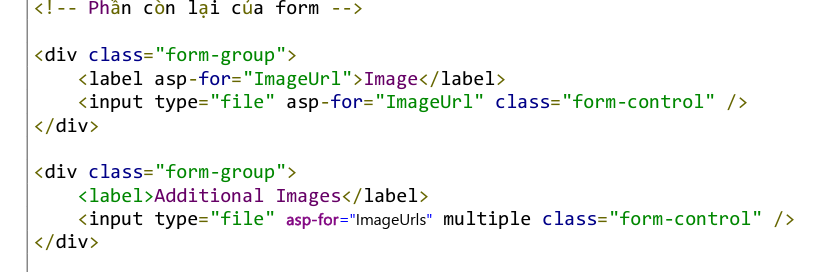 <!-- Phần còn lại của form -->
<div class="form-group">
    <label asp-for="ImageUrl">Image</label>
    <input type="file" asp-for="ImageUrl" class="form-control" />
</div>
<div class="form-group">
    <label>Additional Images</label>
    <input type="file" asp-for="ImageUrls" multiple class="form-control" />
</div>